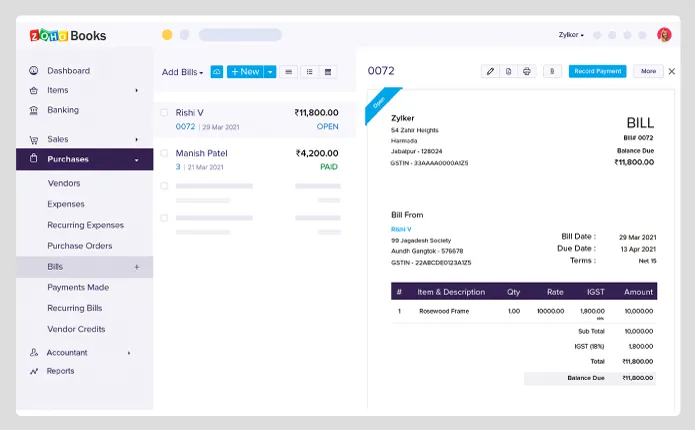 ZOHO Books
Zylker
Dashboard
Items
Banking
Sales
Purchases
Vendors
Expenses
Recurring Expenses
Purchase Orders
Bills +
Payments Made
Recurring Bills
Vendor Credits
Accountant
Reports
Add Bills
+ New
Rishi V ₹11,800.00
0072 | 29 Mar 2021 OPEN
Manish Patel ₹4,200.00
3 | 21 Mar 2021 PAID
0072
Record Payment
More
Open
Zylker
54 Zahir Heights
Harmada
Jabalpur - 128024
GSTIN - 33AAAA0000A1Z5
BILL
Bill# 0072
Balance Due
₹11,800.00
Bill From
Rishi V
99 Jagadesh Society
Aundh Gangtok - 576678
GSTIN - 22ABCDE0123A1Z5
Bill Date : 29 Mar 2021
Due Date : 13 Apr 2021
Terms : Net 15
# Item & Description Qty Rate IGST Amount
1 Rosewood Frame 1.00 10000.00 1,800.00 10,000.00
Sub Total 10,000.00
IGST (18%) 1,800.00
Total ₹11,800.00
Balance Due ₹11,800.00